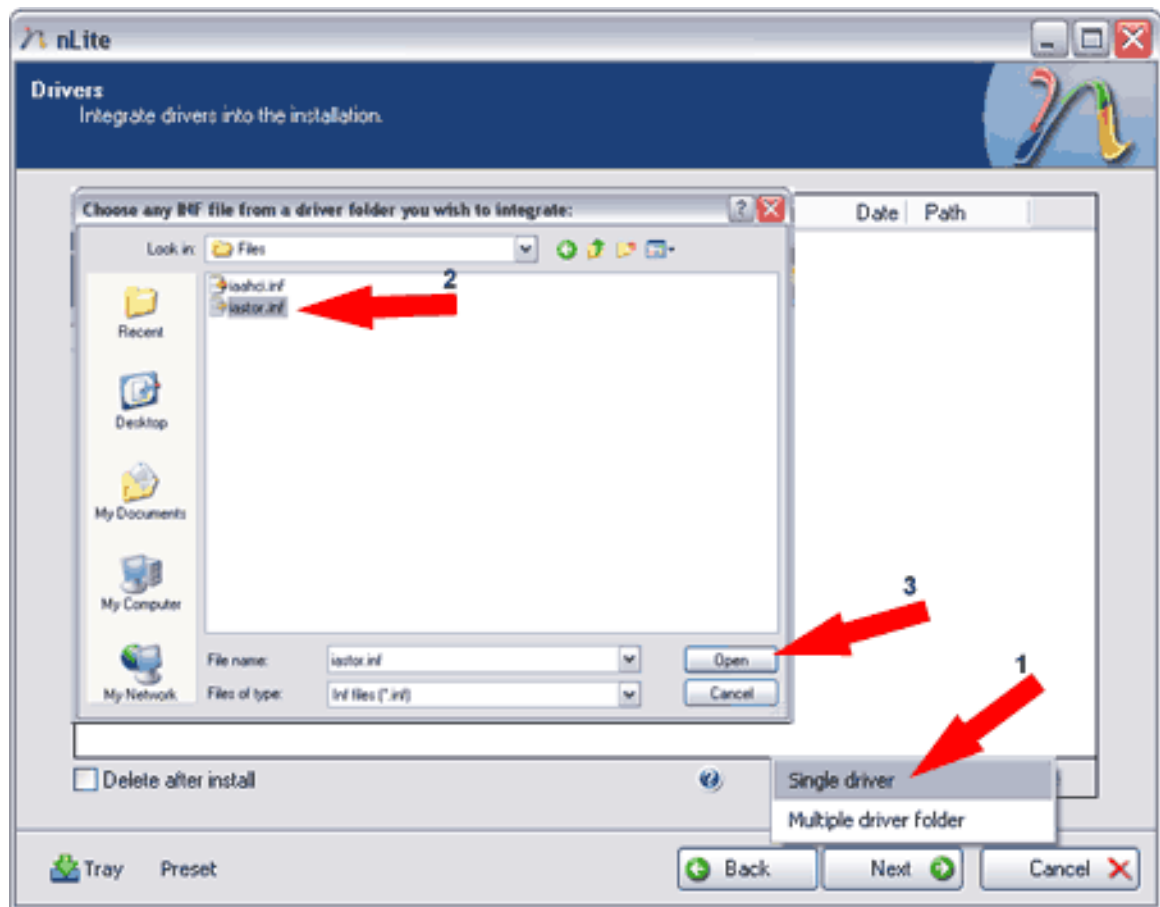 nLite
Drivers
Integrate drivers into the installation.
Choose any INF file from a driver folder you wish to integrate:
Date Path
Look in: Files
iaahci.inf
2
iastor.inf
Recent
Desktop
My Documents
My Computer
3
File name: iastor.inf Open
1
My Network Files of type: Inf files (*.inf) Cancel
Delete after install
Single driver
Multiple driver folder
Tray Preset Back Next Cancel